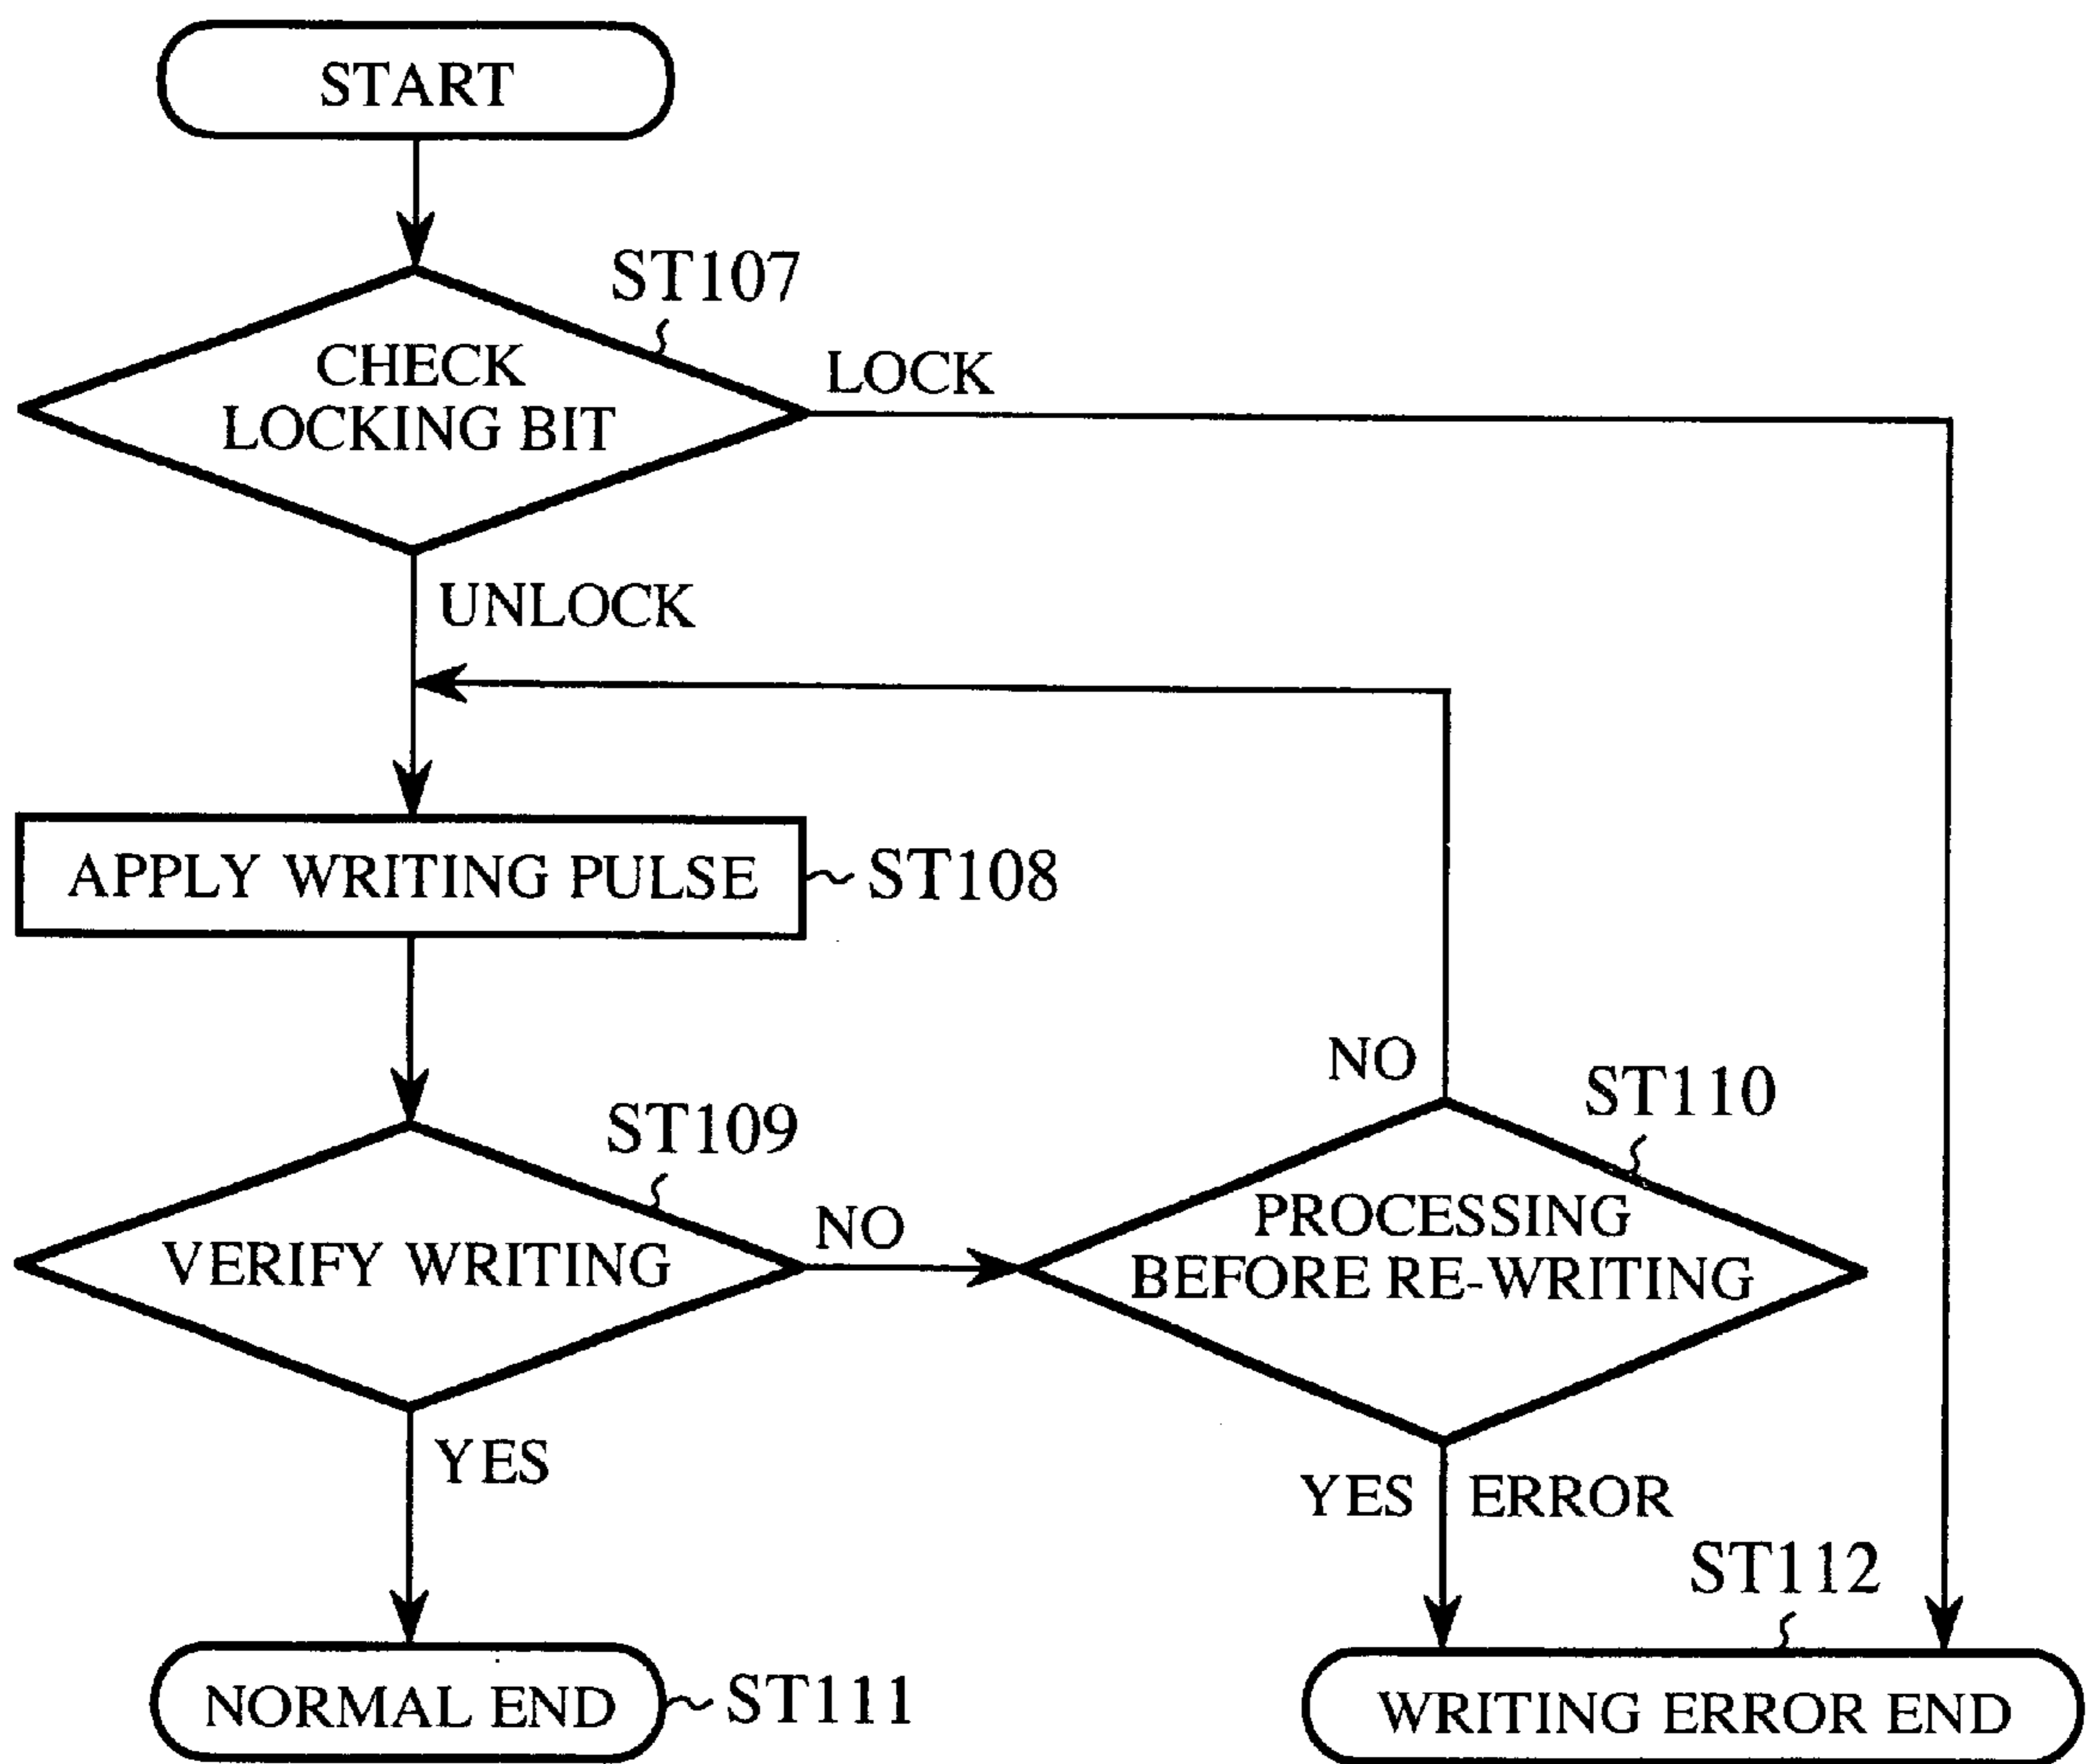 START
ST107
CHECK
LOCKING BIT
LOCK
UNLOCK
APPLY WRITING PULSE
ST108
ST109
VERIFY WRITING
NO
NO
ST110
PROCESSING
BEFORE RE-WRITING
YES
YES ERROR
ST112
NORMAL END
ST111
WRITING ERROR END